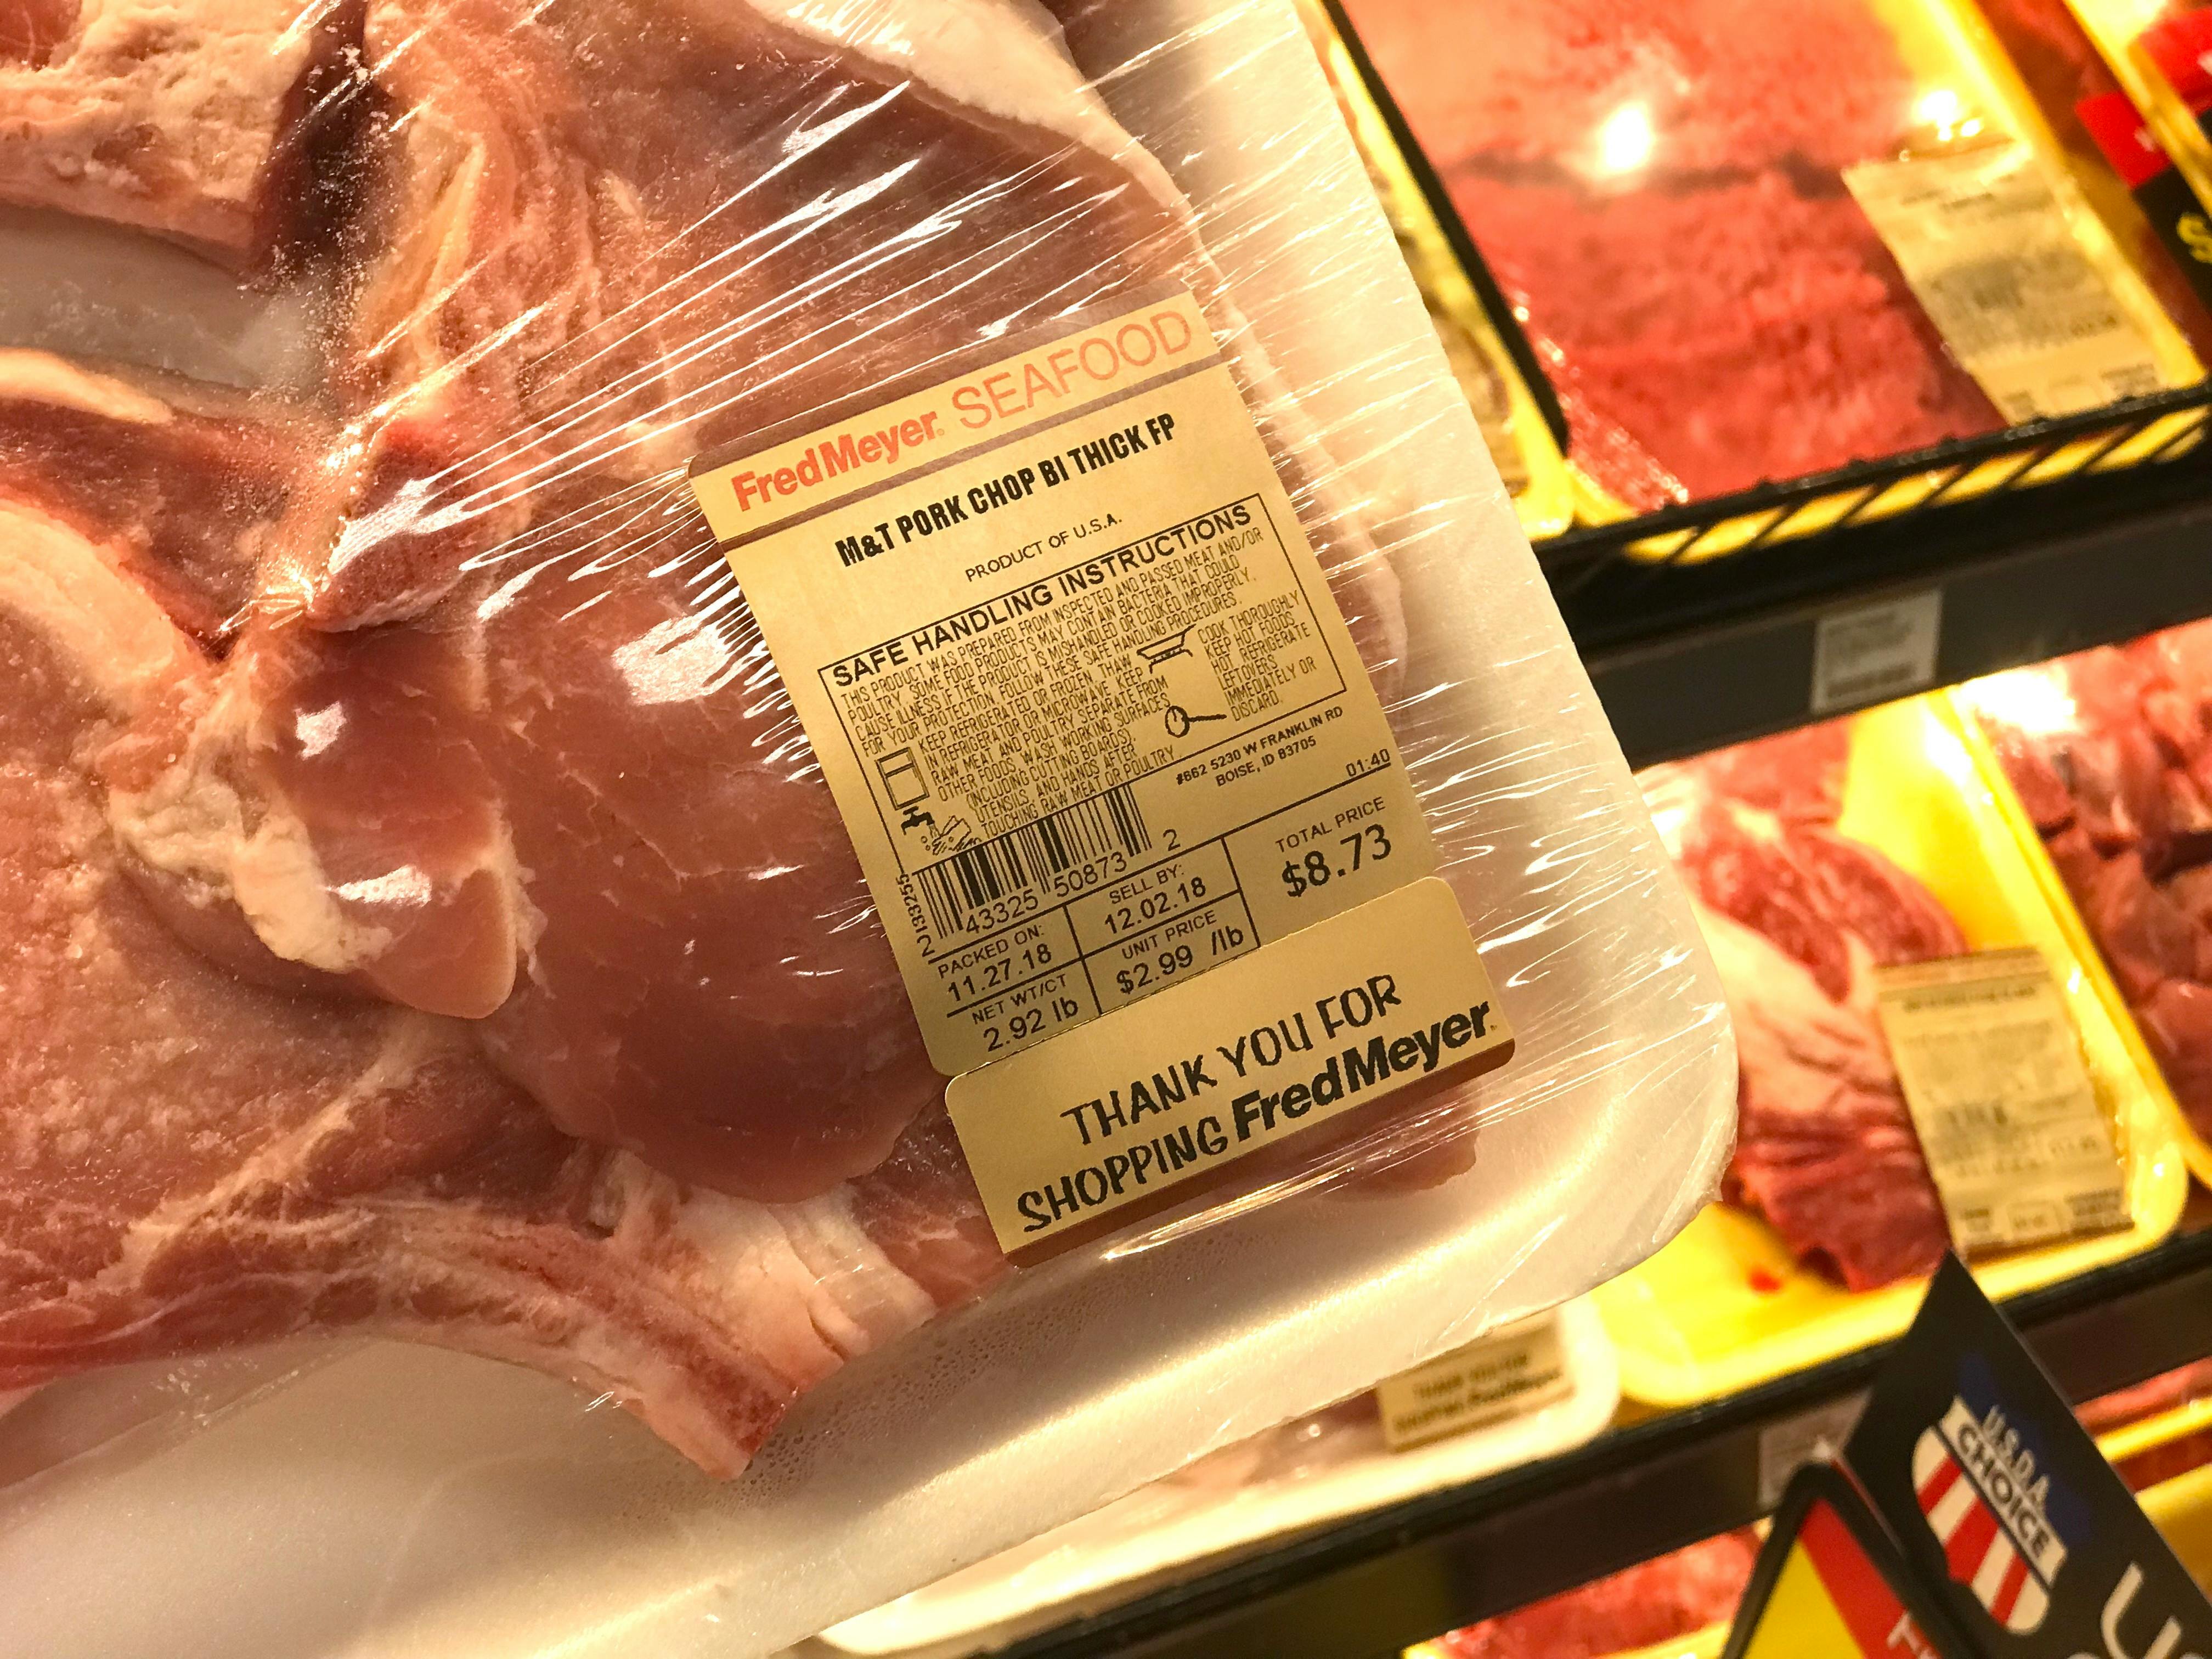 FredMeyer. SEAFOOD
M&T PORK CHOP BI THICK FP
PRODUCT OF U.S.A.
SAFE HANDLING INSTRUCTIONS
THIS PRODUCT WAS PREPARED FROM INSPECTED AND PASSED MEAT AND/OR
POULTRY. SOME FOOD PRODUCTS MAY CONTAIN BACTERIA THAT COULD
CAUSE ILLNESS IF THE PRODUCT IS MISHANDLED OR COOKED IMPROPERLY.
FOR YOUR PROTECTION, FOLLOW THESE SAFE HANDLING PROCEDURES.
KEEP REFRIGERATED OR FROZEN. THAW
IN REFRIGERATOR OR MICROWAVE. KEEP
RAW MEAT AND POULTRY SEPARATE FROM
OTHER FOODS. WASH WORKING SURFACES
(INCLUDING CUTTING BOARDS),
UTENSILS, AND HANDS AFTER
TOUCHING RAW MEAT OR POULTRY.
COOK THOROUGHLY
KEEP HOT FOODS
HOT. REFRIGERATE
LEFTOVERS
IMMEDIATELY OR
DISCARD.
#662 5230 W FRANKLIN RD
BOISE, ID 83705
01:40
NJ133255
2 43325 50873 2
PACKED ON:
11.27.18
SELL BY:
12.02.18
NET WT/CT
2.92 lb
UNIT PRICE
$2.99 /lb
TOTAL PRICE
$8.73
THANK YOU FOR
SHOPPING FredMeyer.
THANK YOU FOR
SHOPPING FredMeyer.
U.S.D.A.
CHOICE